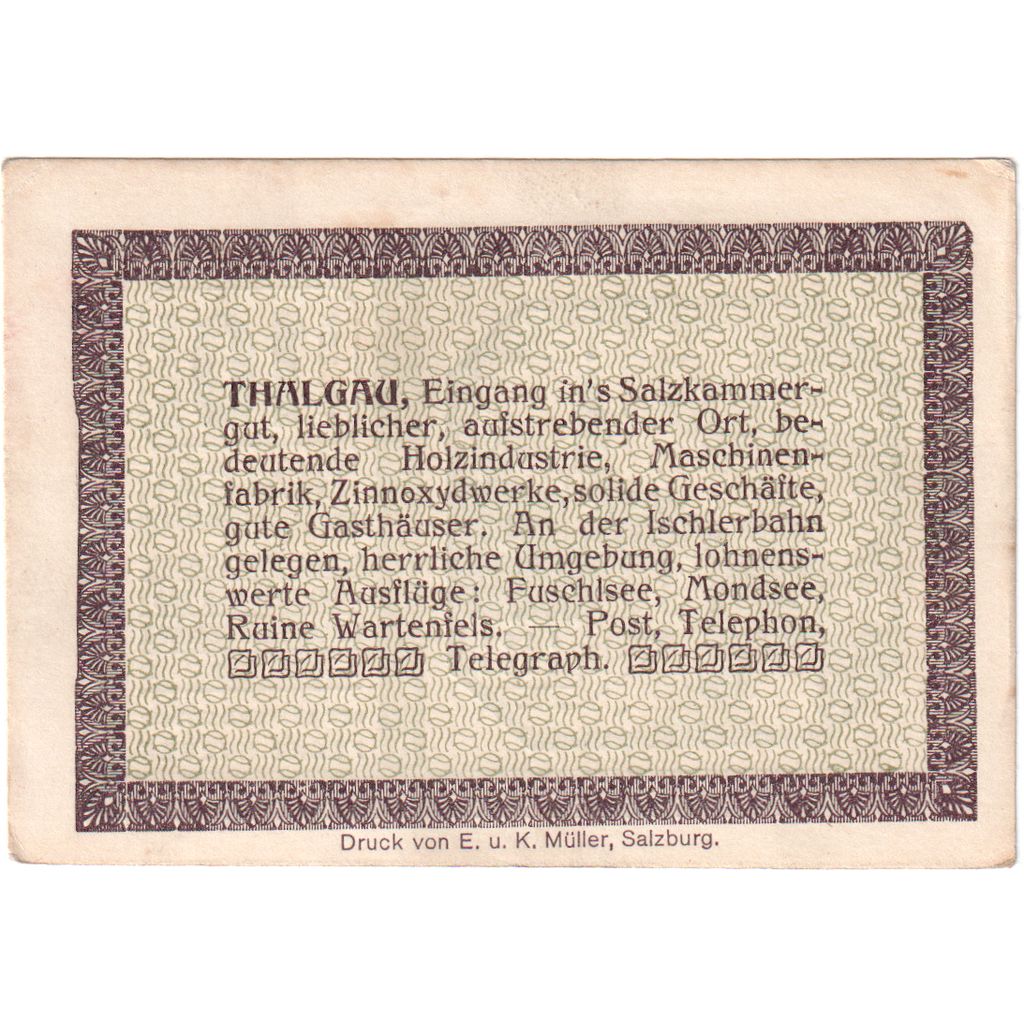 THALGAU, Eingang in's Salzkammer-
gut, lieblicher, aufstrebender Ort, be-
deutende Holzindustrie, Maschinen-
fabrik, Zinnoxydwerke, solide Geschäfte,
gute Gasthäuser. An der Ischlerbahn
gelegen, herrliche Umgebung, lohnens-
werte Ausflüge: Fuschlsee, Mondsee,
Ruine Wartenfels. — Post, Telephon,
Telegraph.
Druck von E. u. K. Müller, Salzburg.